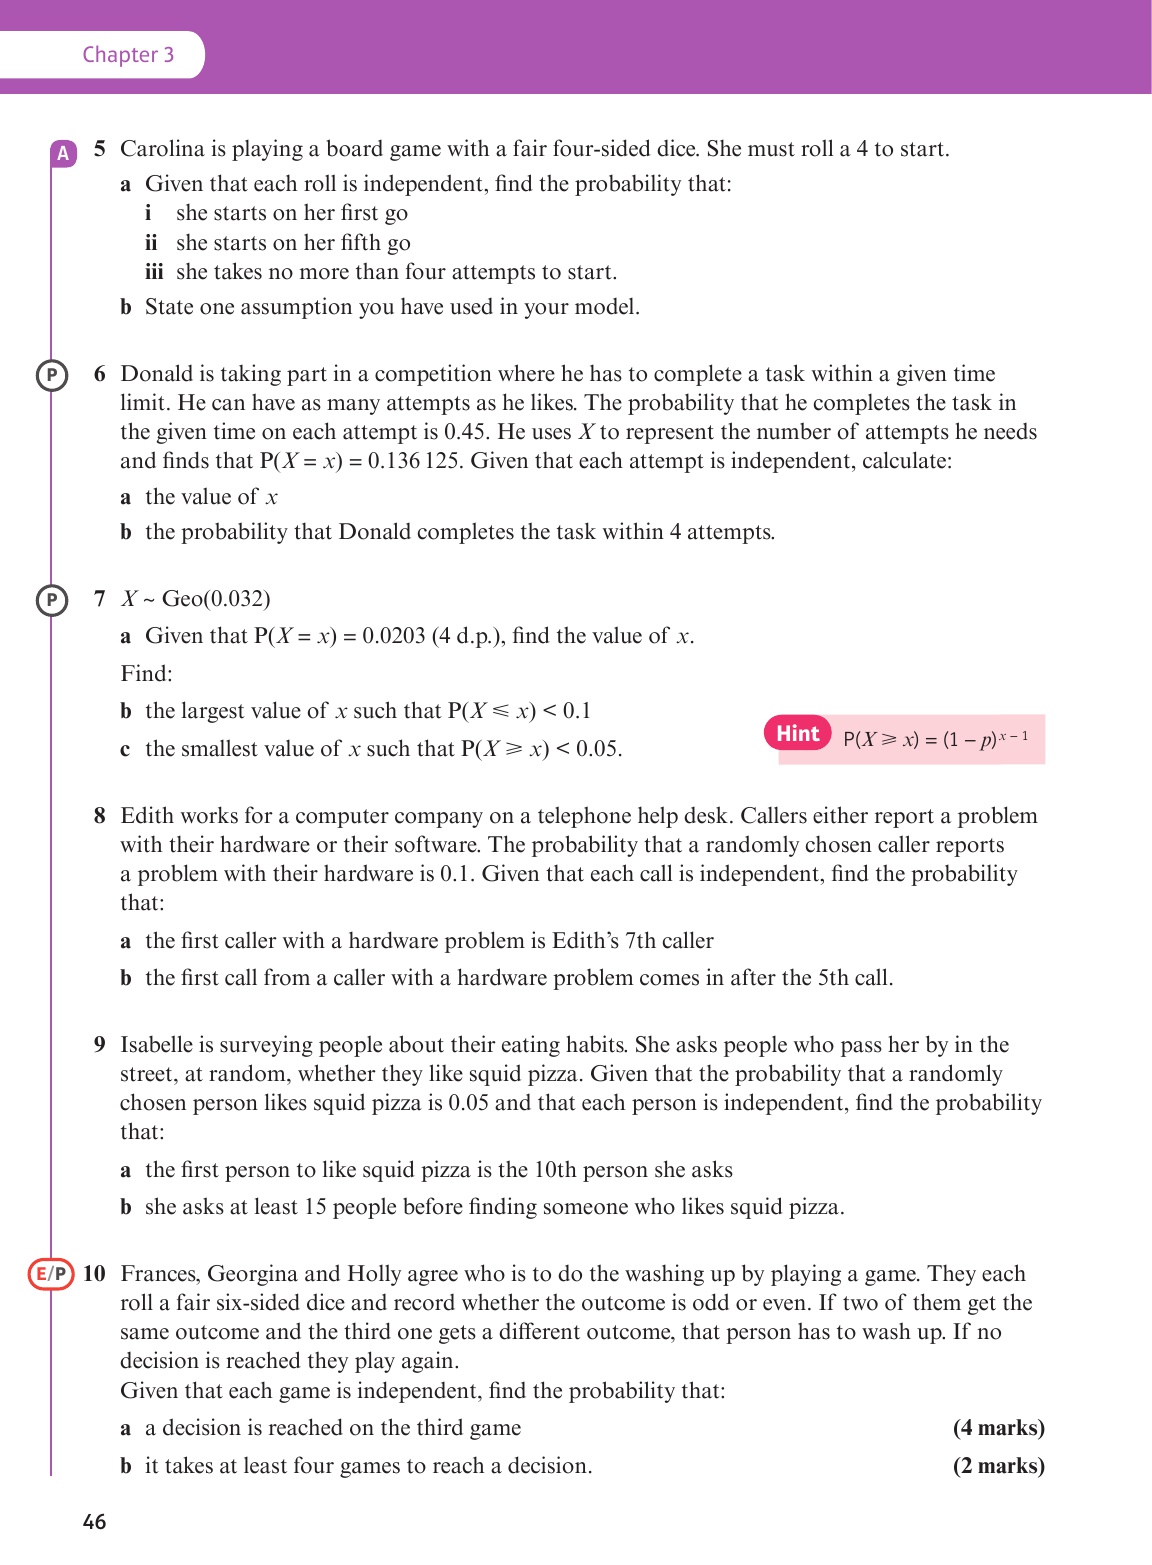 Chapter 3
A 5 Carolina is playing a board game with a fair four-sided dice. She must roll a 4 to start.
a Given that each roll is independent, find the probability that:
i she starts on her first go
ii she starts on her fifth go
iii she takes no more than four attempts to start.
b State one assumption you have used in your model.
P 6 Donald is taking part in a competition where he has to complete a task within a given time
limit. He can have as many attempts as he likes. The probability that he completes the task in
the given time on each attempt is 0.45. He uses X to represent the number of attempts he needs
and finds that P(X = x) = 0.136 125. Given that each attempt is independent, calculate:
a the value of x
b the probability that Donald completes the task within 4 attempts.
P 7 X ~ Geo(0.032)
a Given that P(X = x) = 0.0203 (4 d.p.), find the value of x.
Find:
b the largest value of x such that P(X ⩽ x) < 0.1
c the smallest value of x such that P(X ⩾ x) < 0.05.
Hint P(X ⩾ x) = (1 – p)ˣ ⁻ ¹
8 Edith works for a computer company on a telephone help desk. Callers either report a problem
with their hardware or their software. The probability that a randomly chosen caller reports
a problem with their hardware is 0.1. Given that each call is independent, find the probability
that:
a the first caller with a hardware problem is Edith’s 7th caller
b the first call from a caller with a hardware problem comes in after the 5th call.
9 Isabelle is surveying people about their eating habits. She asks people who pass her by in the
street, at random, whether they like squid pizza. Given that the probability that a randomly
chosen person likes squid pizza is 0.05 and that each person is independent, find the probability
that:
a the first person to like squid pizza is the 10th person she asks
b she asks at least 15 people before finding someone who likes squid pizza.
E/P 10 Frances, Georgina and Holly agree who is to do the washing up by playing a game. They each
roll a fair six-sided dice and record whether the outcome is odd or even. If two of them get the
same outcome and the third one gets a different outcome, that person has to wash up. If no
decision is reached they play again.
Given that each game is independent, find the probability that:
a a decision is reached on the third game (4 marks)
b it takes at least four games to reach a decision. (2 marks)
46